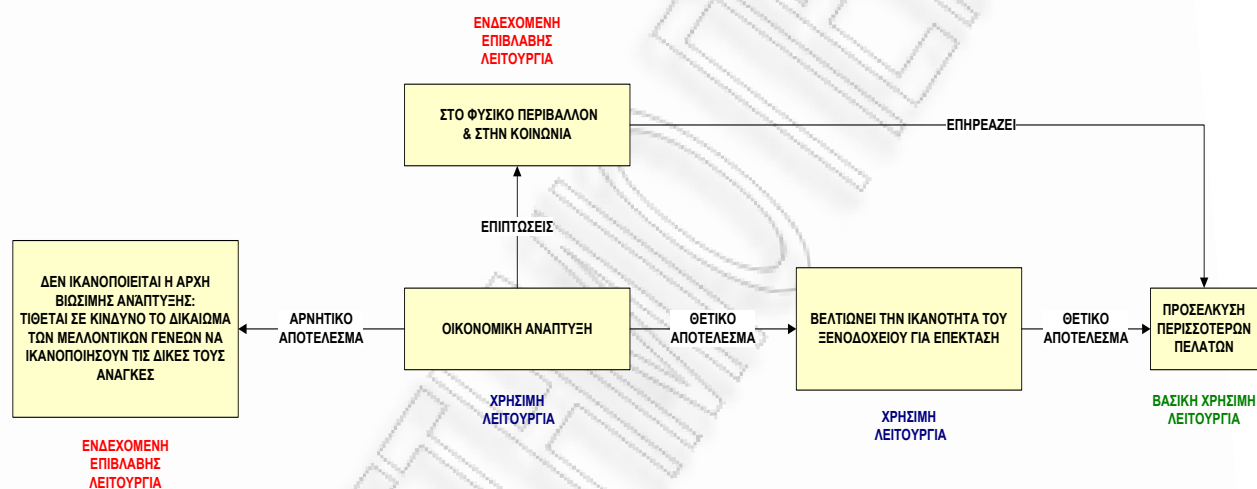 ΕΝΔΕΧΟΜΕΝΗ
ΕΠΙΒΛΑΒΗΣ
ΛΕΙΤΟΥΡΓΙΑ
ΣΤΟ ΦΥΣΙΚΟ ΠΕΡΙΒΑΛΛΟΝ
& ΣΤΗΝ ΚΟΙΝΩΝΙΑ
ΕΠΗΡΕΑΖΕΙ
ΕΠΙΠΤΩΣΕΙΣ
ΔΕΝ ΙΚΑΝΟΠΟΙΕΙΤΑΙ Η ΑΡΧΗ
ΒΙΩΣΙΜΗΣ ΑΝΆΠΤΥΞΗΣ:
ΤΙΘΕΤΑΙ ΣΕ ΚΙΝΔΥΝΟ ΤΟ ΔΙΚΑΙΩΜΑ
ΤΩΝ ΜΕΛΛΟΝΤΙΚΩΝ ΓΕΝΕΩΝ ΝΑ
ΙΚΑΝΟΠΟΙΗΣΟΥΝ ΤΙΣ ΔΙΚΕΣ ΤΟΥΣ
ΑΝΑΓΚΕΣ
ΕΝΔΕΧΟΜΕΝΗ
ΕΠΙΒΛΑΒΗΣ
ΛΕΙΤΟΥΡΓΙΑ
ΑΡΝΗΤΙΚΟ
ΑΠΟΤΕΛΕΣΜΑ
ΟΙΚΟΝΟΜΙΚΗ ΑΝΑΠΤΥΞΗ
ΧΡΗΣΙΜΗ
ΛΕΙΤΟΥΡΓΙΑ
ΘΕΤΙΚΟ
ΑΠΟΤΕΛΕΣΜΑ
ΒΕΛΤΙΩΝΕΙ ΤΗΝ ΙΚΑΝΟΤΗΤΑ ΤΟΥ
ΞΕΝΟΔΟΧΕΙΟΥ ΓΙΑ ΕΠΕΚΤΑΣΗ
ΧΡΗΣΙΜΗ
ΛΕΙΤΟΥΡΓΙΑ
ΘΕΤΙΚΟ
ΑΠΟΤΕΛΕΣΜΑ
ΠΡΟΣΕΛΚΥΣΗ
ΠΕΡΙΣΣΟΤΕΡΩΝ
ΠΕΛΑΤΩΝ
ΒΑΣΙΚΗ ΧΡΗΣΙΜΗ
ΛΕΙΤΟΥΡΓΙΑ